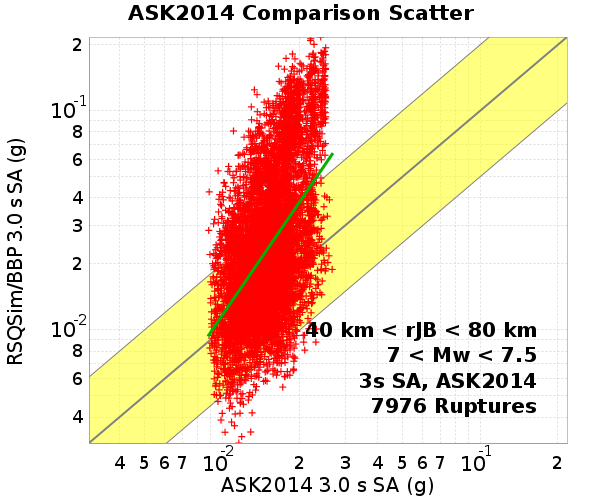 ASK2014 Comparison Scatter
2
10-1
8
6
4
3
2
10-2
8
6
4
RSQSim/BBP 3.0 s SA (g)
40 km < rJB < 80 km
7 < Mw < 7.5
3s SA, ASK2014
7976 Ruptures
4 5 6 7 10-2 2 3 4 5 6 7 10-1 2
ASK2014 3.0 s SA (g)